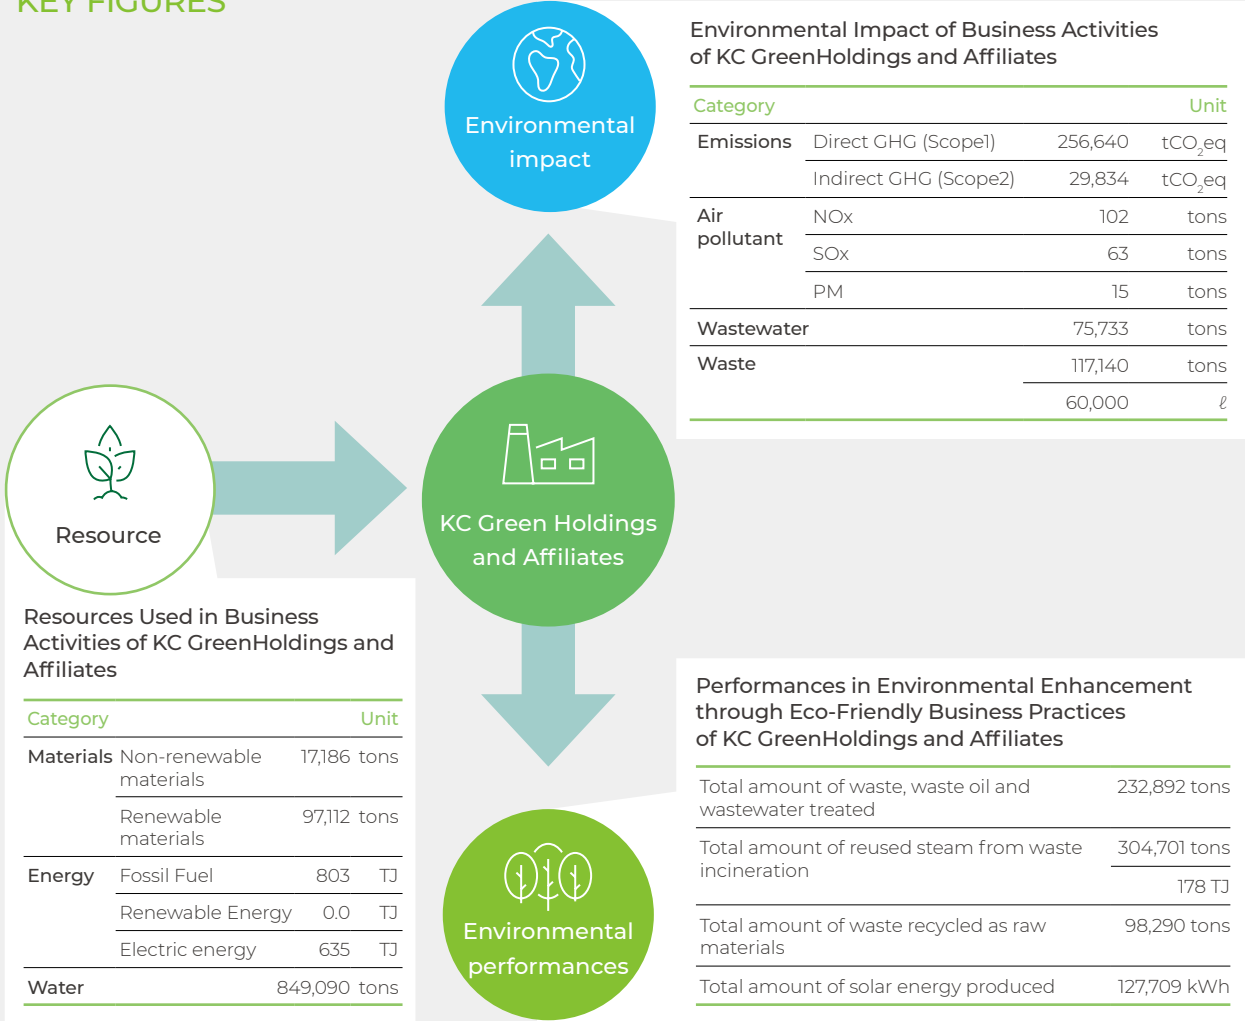 KEY FIGURES
Environmental
impact
Environmental Impact of Business Activities
of KC GreenHoldings and Affiliates
Category Unit
Emissions Direct GHG (Scope1) 256,640 tCO₂eq
Indirect GHG (Scope2) 29,834 tCO₂eq
Air
pollutant
NOx 102 tons
SOx 63 tons
PM 15 tons
Wastewater 75,733 tons
Waste 117,140 tons
60,000 ℓ
Resource
KC Green Holdings
and Affiliates
Resources Used in Business
Activities of KC GreenHoldings and
Affiliates
Category Unit
Materials Non-renewable 17,186 tons
materials
Renewable 97,112 tons
materials
Energy Fossil Fuel 803 TJ
Renewable Energy 0.0 TJ
Electric energy 635 TJ
Water 849,090 tons
Environmental
performances
Performances in Environmental Enhancement
through Eco-Friendly Business Practices
of KC GreenHoldings and Affiliates
Total amount of waste, waste oil and 232,892 tons
wastewater treated
Total amount of reused steam from waste 304,701 tons
incineration
178 TJ
Total amount of waste recycled as raw 98,290 tons
materials
Total amount of solar energy produced 127,709 kWh